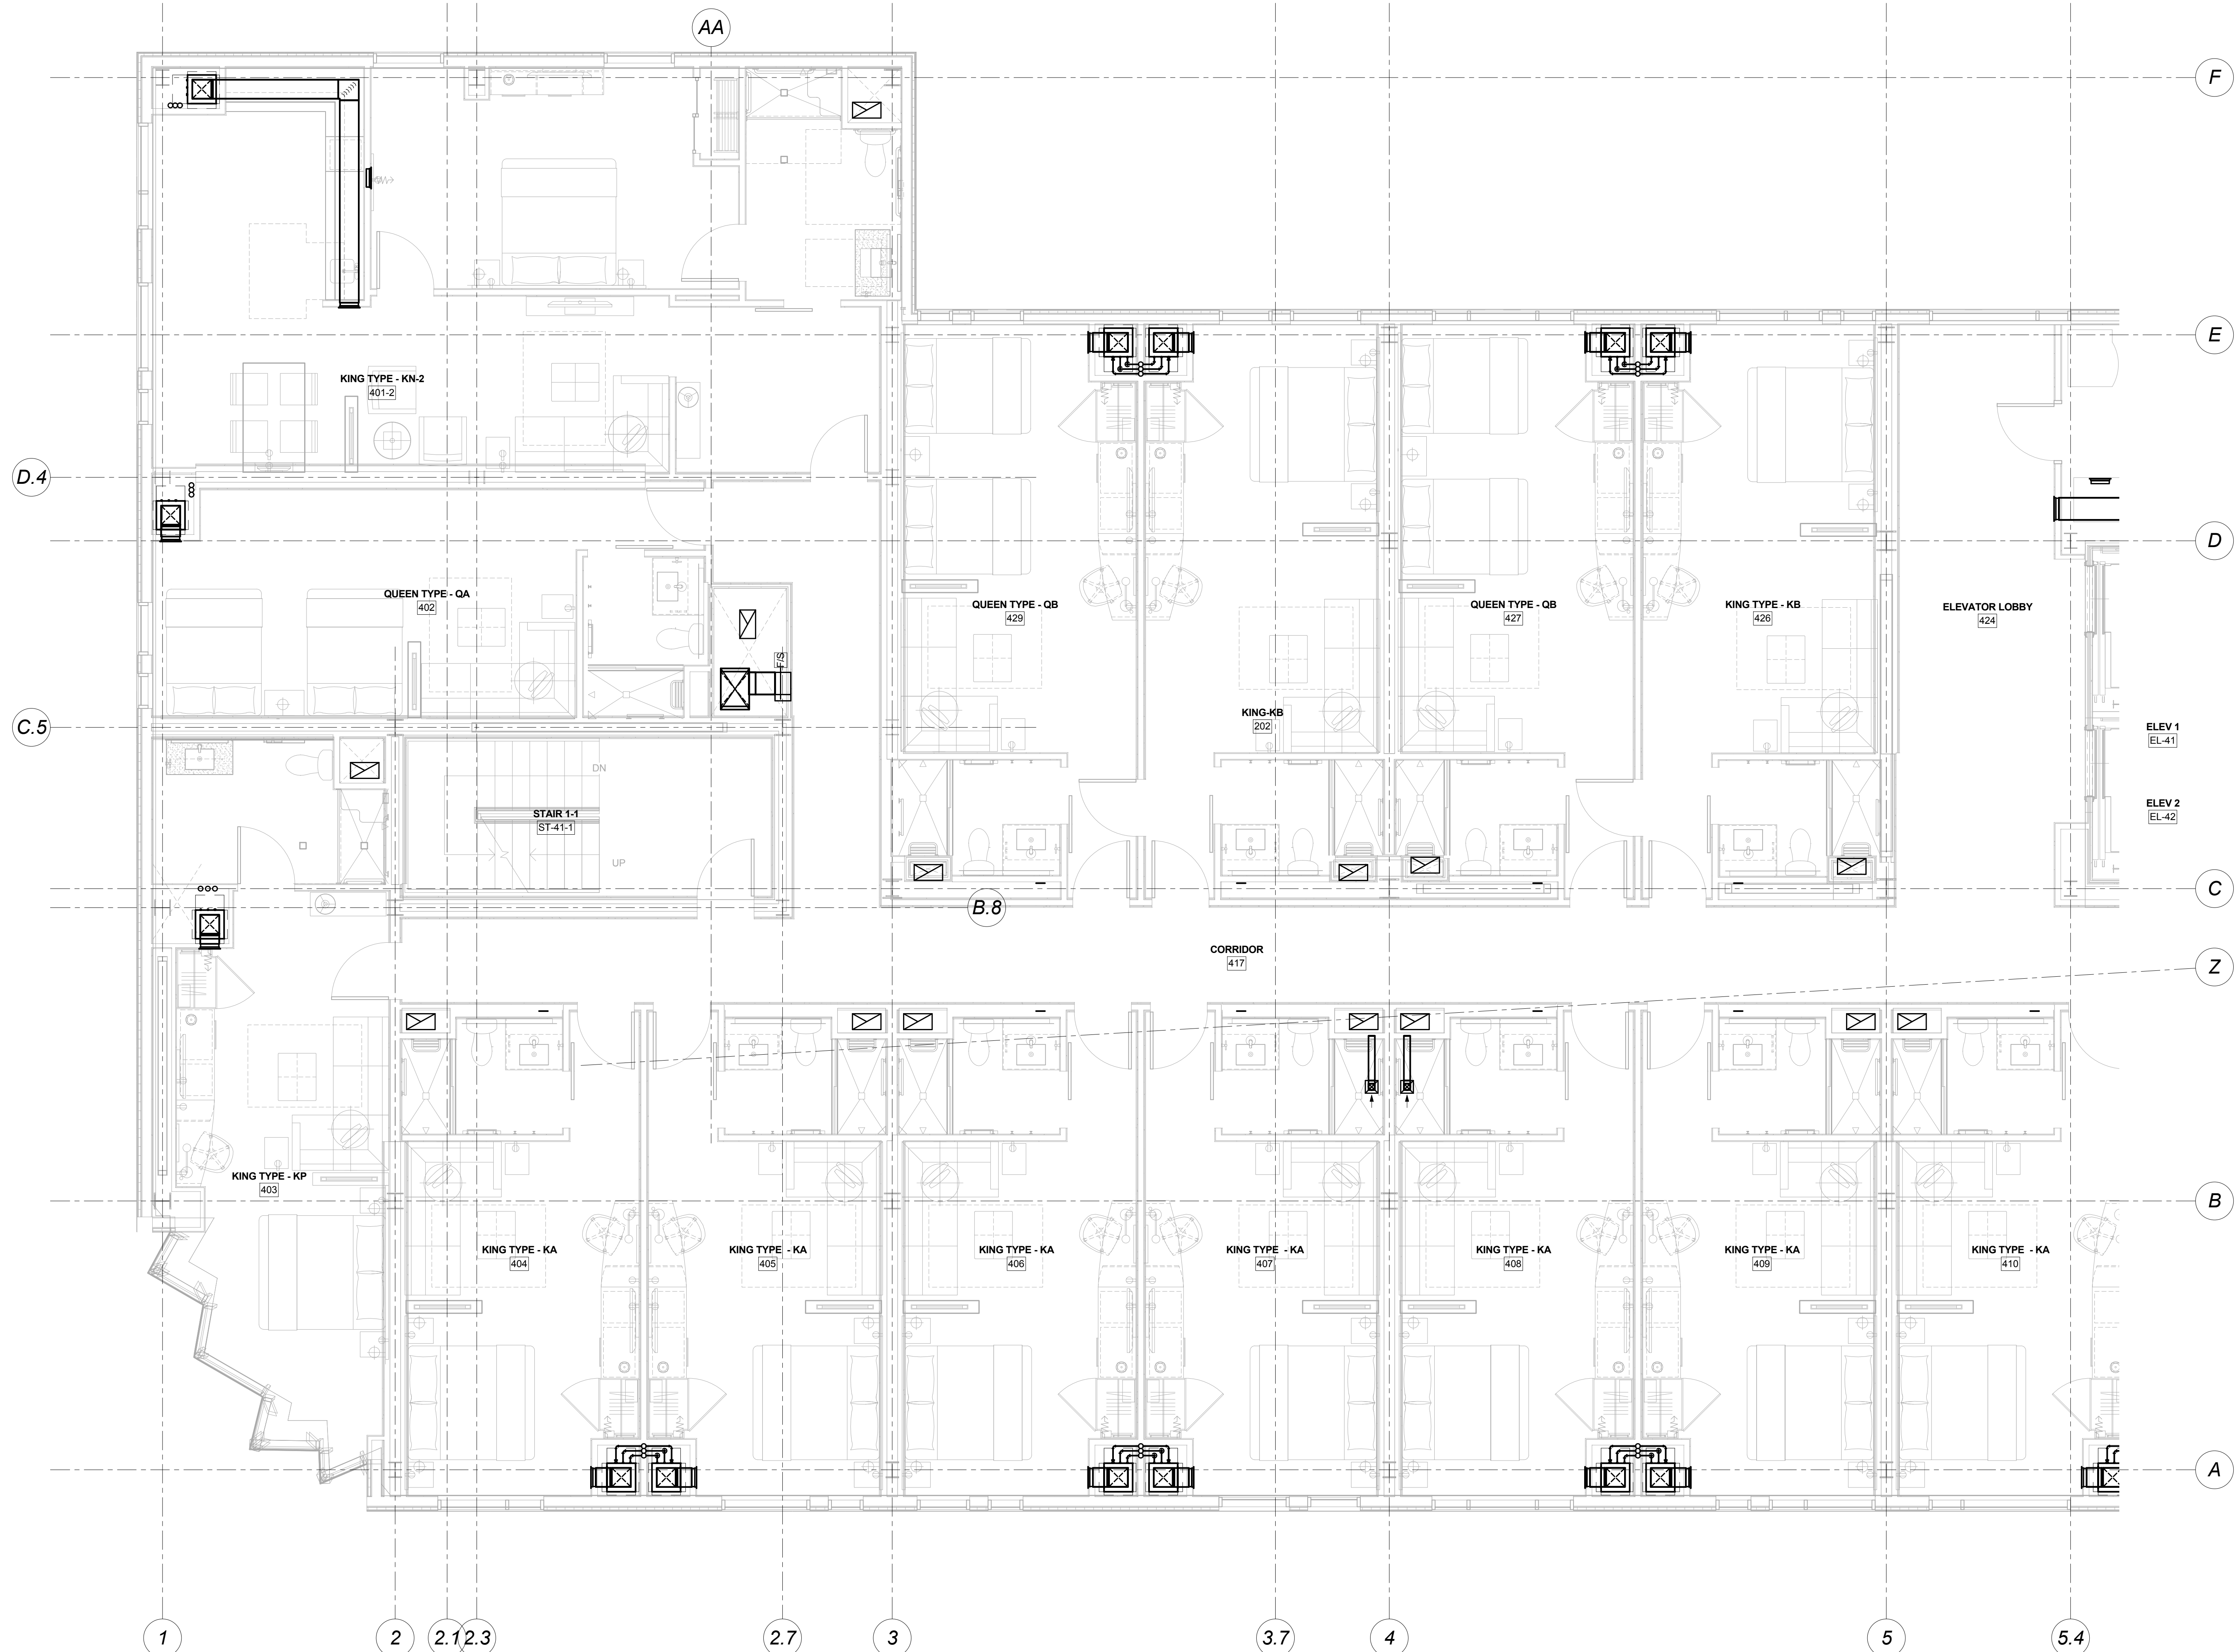 AA
F
E
KING TYPE - KN-2
401-2
D.4
D
QUEEN TYPE - QA
402
QUEEN TYPE - QB
429
QUEEN TYPE - QB
427
KING TYPE - KB
426
ELEVATOR LOBBY
424
F/S
KING-KB
202
C.5
ELEV 1
EL-41
DN
STAIR 1-1
ST-41-1
UP
ELEV 2
EL-42
C
B.8
CORRIDOR
417
Z
KING TYPE - KP
403
B
KING TYPE - KA
404
KING TYPE - KA
405
KING TYPE - KA
406
KING TYPE - KA
407
KING TYPE - KA
408
KING TYPE - KA
409
KING TYPE - KA
410
A
1
2
2.1
2.3
2.7
3
3.7
4
5
5.4